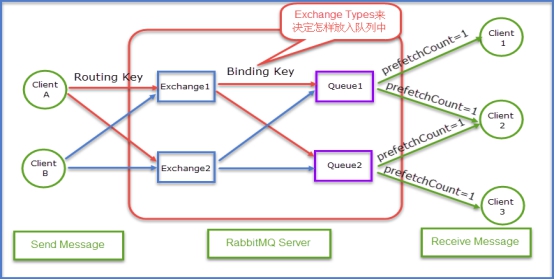 Exchange Types来
决定怎样放入队列中
Client
1
prefetchCount=1
Routing Key
Binding Key
Client
A
Exchange1
Queue1
prefetchCount=1
Client
2
prefetchCount=1
Client
B
Exchange2
Queue2
prefetchCount=1
Client
3
Send Message
RabbitMQ Server
Receive Message